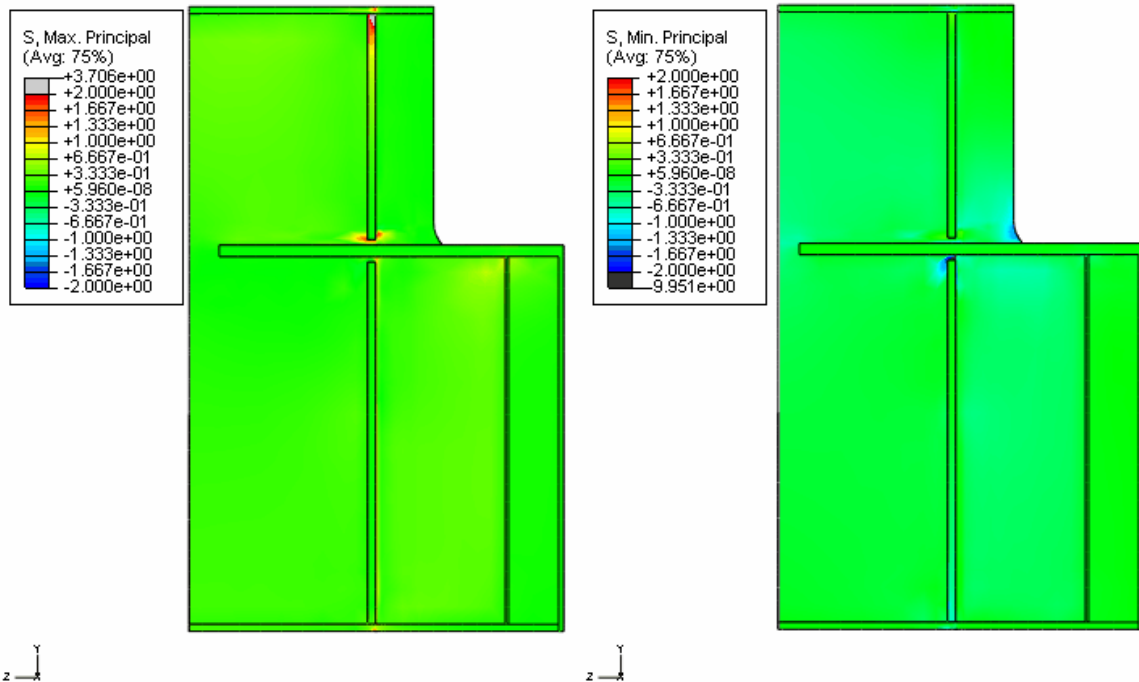 S, Max. Principal
(Avg: 75%)
+3.706e+00
+2.000e+00
+1.667e+00
+1.333e+00
+1.000e+00
+6.667e-01
+3.333e-01
+5.960e-08
-3.333e-01
-6.667e-01
-1.000e+00
-1.333e+00
-1.667e+00
-2.000e+00
Y
Z
S, Min. Principal
(Avg: 75%)
+2.000e+00
+1.667e+00
+1.333e+00
+1.000e+00
+6.667e-01
+3.333e-01
+5.960e-08
-3.333e-01
-6.667e-01
-1.000e+00
-1.333e+00
-1.667e+00
-2.000e+00
-9.951e+00
Y
Z